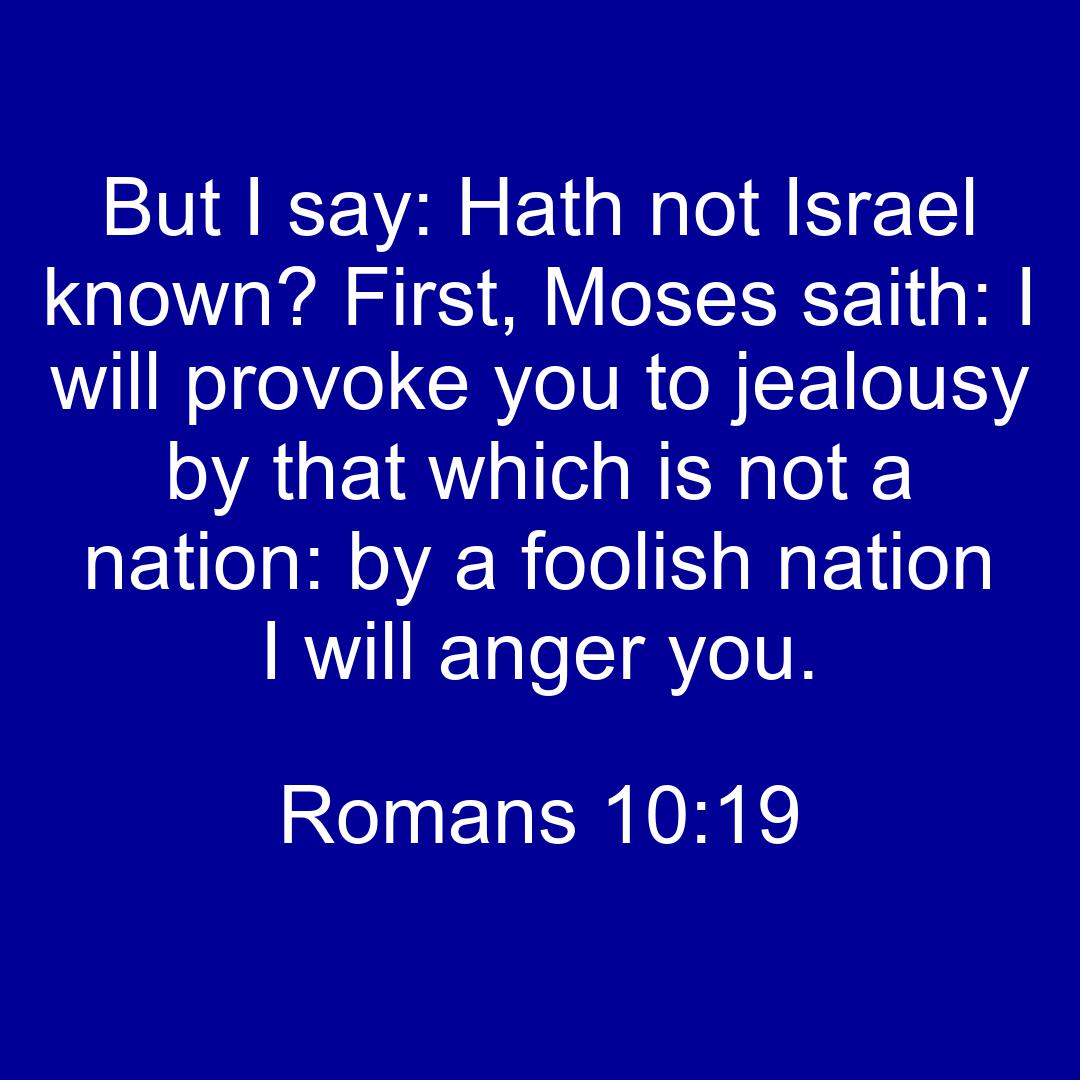 But I say: Hath not Israel
known? First, Moses saith: I
will provoke you to jealousy
by that which is not a
nation: by a foolish nation
I will anger you.
Romans 10:19